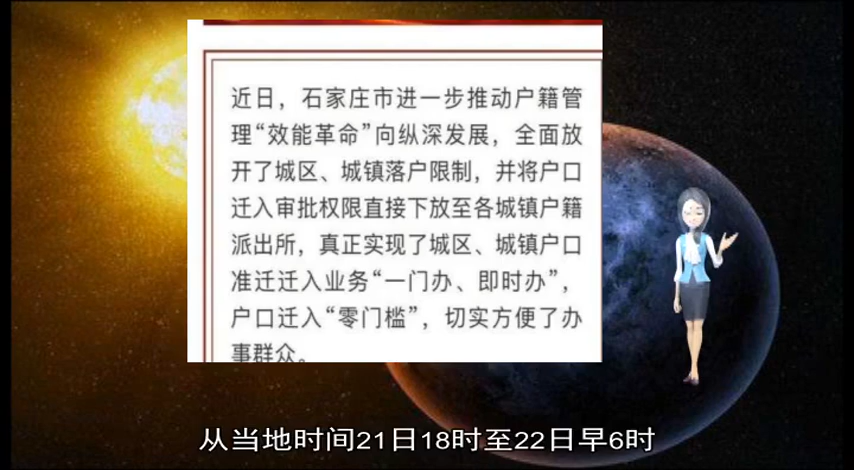 近日，石家庄市进一步推动户籍管
理“效能革命”向纵深发展，全面放
开了城区、城镇落户限制，并将户口
迁入审批权限直接下放至各城镇户籍
派出所，真正实现了城区、城镇户口
准迁迁入业务“一门办、即时办”，
户口迁入“零门槛”，切实方便了办
事群众。
从当地时间21日18时至22日早6时